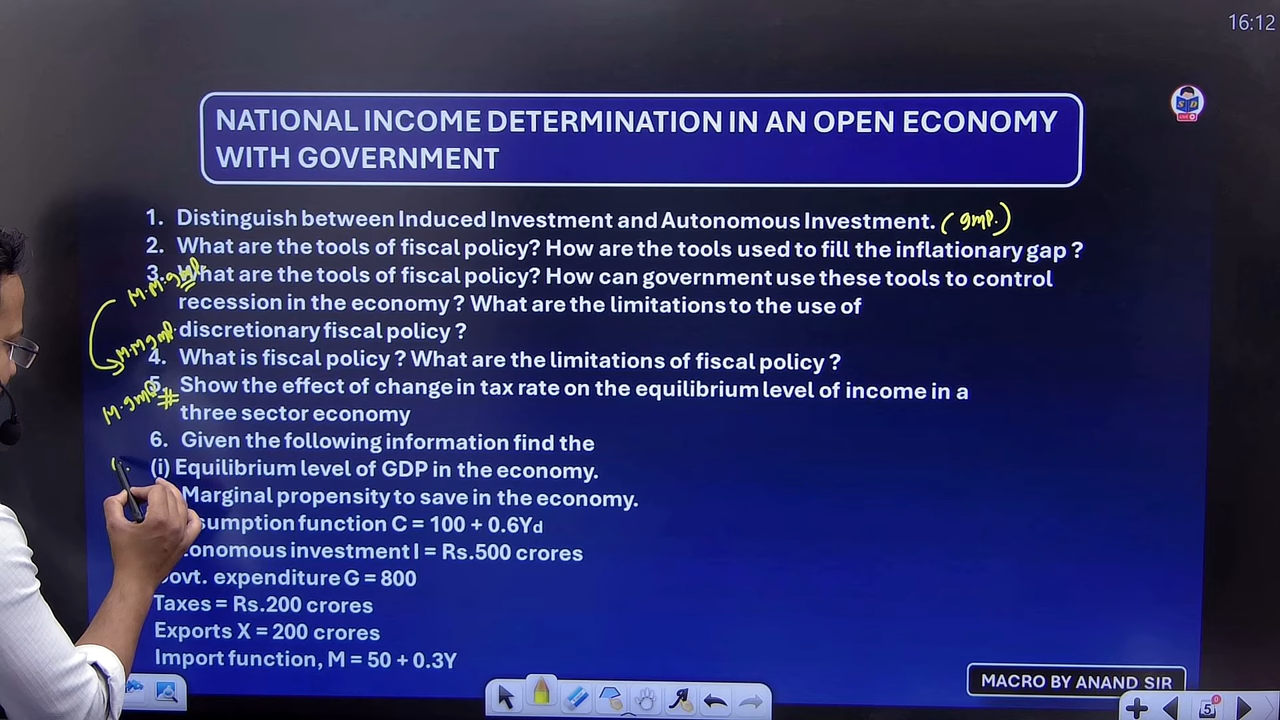 16:12
NATIONAL INCOME DETERMINATION IN AN OPEN ECONOMY
WITH GOVERNMENT
1. Distinguish between Induced Investment and Autonomous Investment. (gmp.)
2. What are the tools of fiscal policy? How are the tools used to fill the inflationary gap ?
3. What are the tools of fiscal policy? How can government use these tools to control
M.M.gmp
recession in the economy ? What are the limitations to the use of
discretionary fiscal policy ?
M.M gmp.
4. What is fiscal policy ? What are the limitations of fiscal policy ?
5. Show the effect of change in tax rate on the equilibrium level of income in a
M.gmp #
three sector economy
6. Given the following information find the
(i) Equilibrium level of GDP in the economy.
Marginal propensity to save in the economy.
sumption function C = 100 + 0.6Yd
onomous investment I = Rs.500 crores
ovt. expenditure G = 800
Taxes = Rs.200 crores
Exports X = 200 crores
Import function, M = 50 + 0.3Y
MACRO BY ANAND SIR
5